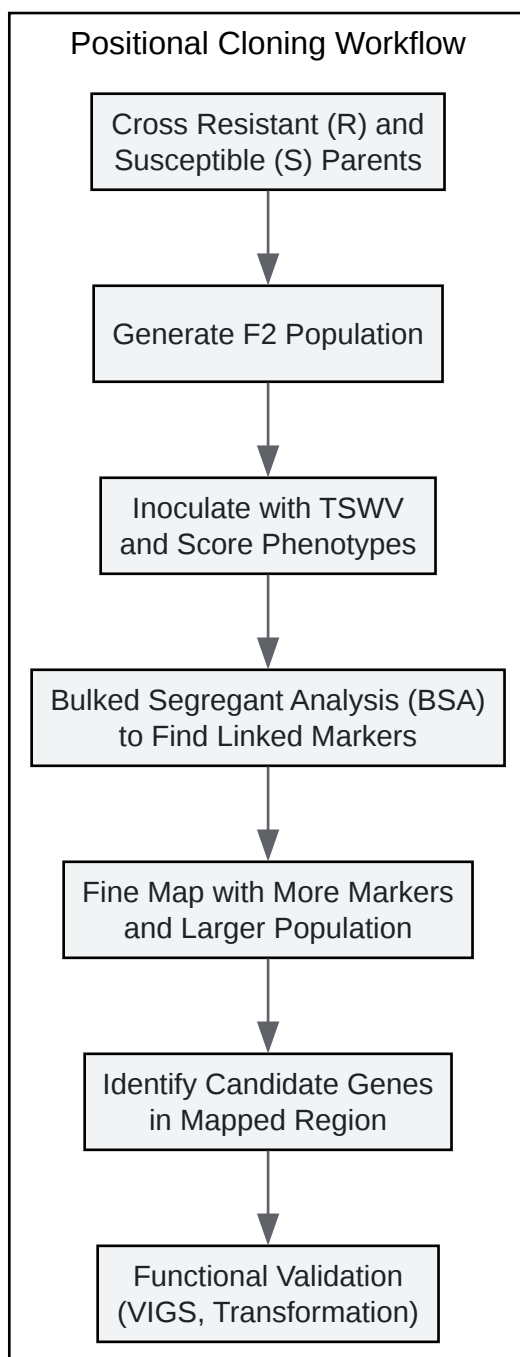 Positional Cloning Workflow
Cross Resistant (R) and
Susceptible (S) Parents
Generate F2 Population
Inoculate with TSWV
and Score Phenotypes
Bulked Segregant Analysis (BSA)
to Find Linked Markers
Fine Map with More Markers
and Larger Population
Identify Candidate Genes
in Mapped Region
Functional Validation
(VIGS, Transformation)